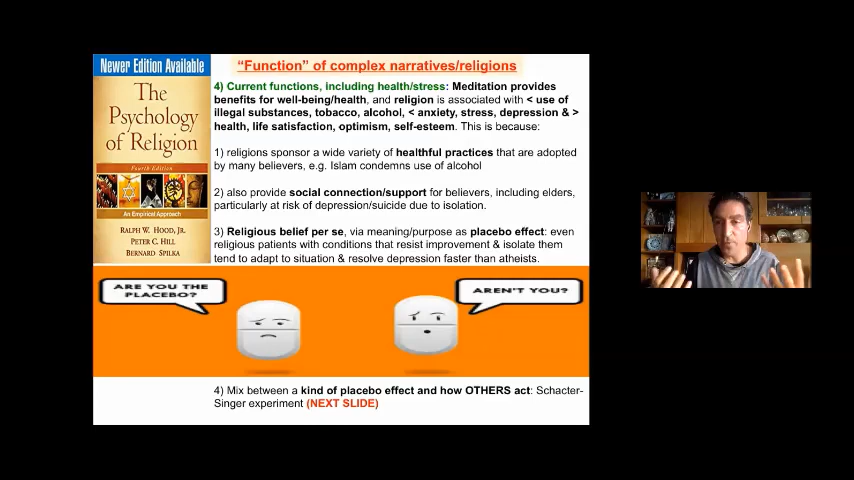 Newer Edition Available
The
Psychology
of Religion
Fourth Edition
An Empirical Approach
RALPH W. HOOD, JR.
PETER C. HILL
BERNARD SPILKA
“Function” of complex narratives/religions
4) Current functions, including health/stress: Meditation provides
benefits for well-being/health, and religion is associated with < use of
illegal substances, tobacco, alcohol, < anxiety, stress, depression & >
health, life satisfaction, optimism, self-esteem. This is because:
1) religions sponsor a wide variety of healthful practices that are adopted
by many believers, e.g. Islam condemns use of alcohol
2) also provide social connection/support for believers, including elders,
particularly at risk of depression/suicide due to isolation.
3) Religious belief per se, via meaning/purpose as placebo effect: even
religious patients with conditions that resist improvement & isolate them
tend to adapt to situation & resolve depression faster than atheists.
ARE YOU THE
PLACEBO?
AREN'T YOU?
4) Mix between a kind of placebo effect and how OTHERS act: Schacter-
Singer experiment (NEXT SLIDE)